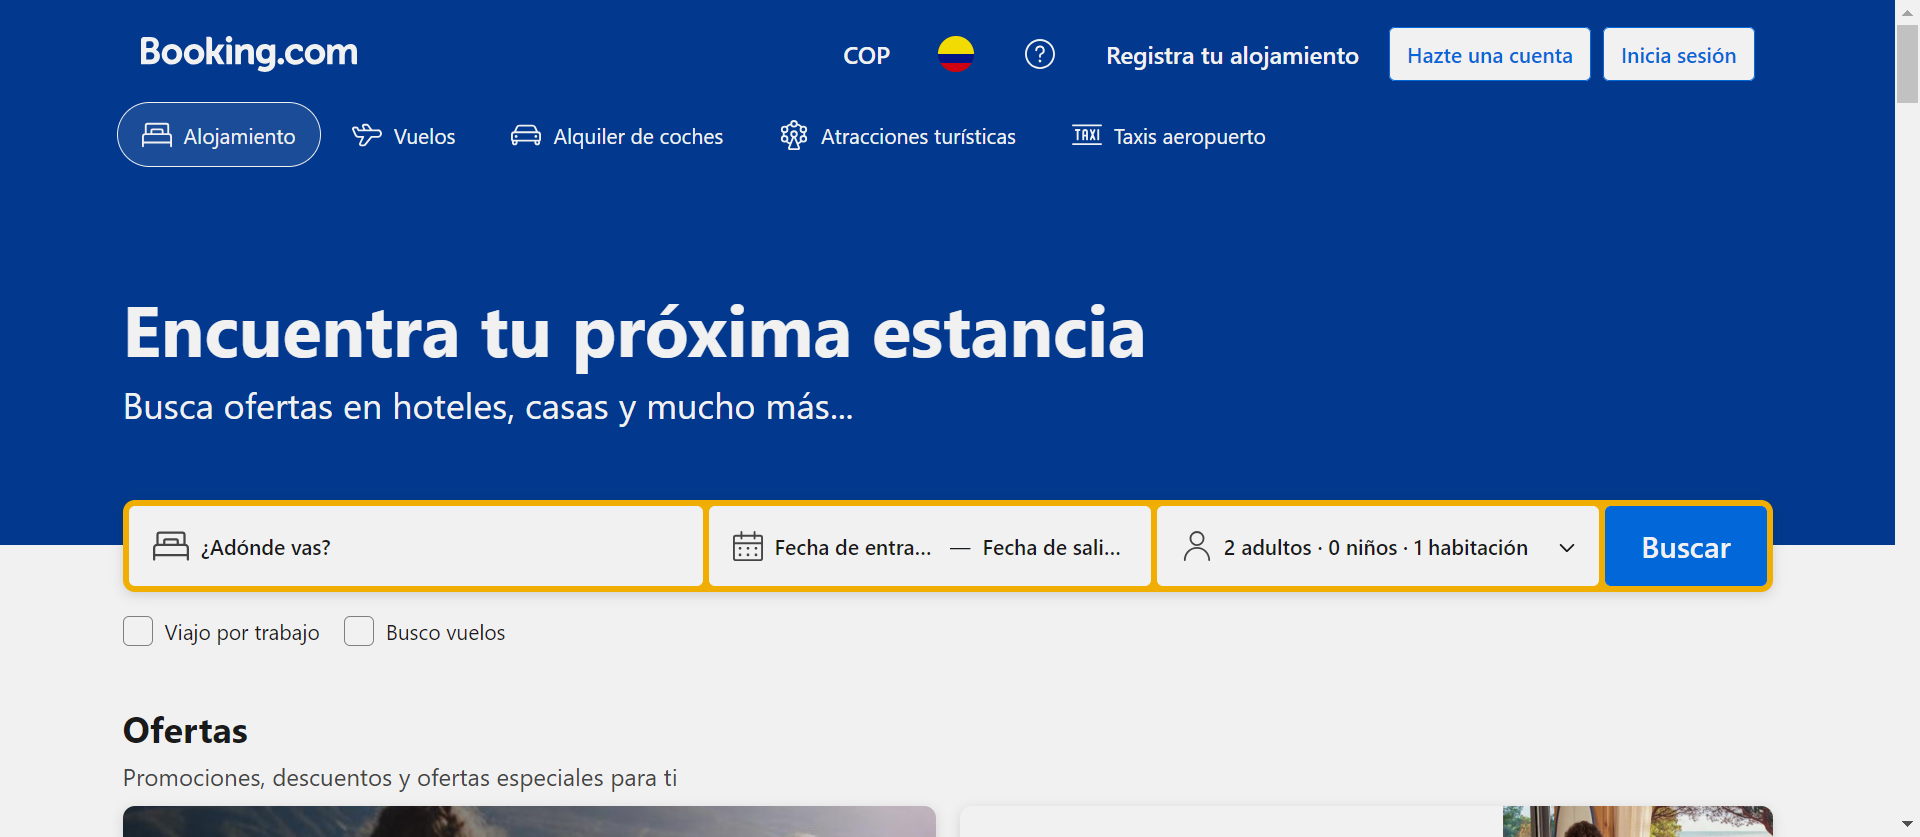 Booking.com
COP
?
Registra tu alojamiento
Hazte una cuenta
Inicia sesión
Alojamiento
Vuelos
Alquiler de coches
Atracciones turísticas
TAXI
Taxis aeropuerto
Encuentra tu próxima estancia
Busca ofertas en hoteles, casas y mucho más...
¿Adónde vas?
Fecha de entra... — Fecha de sali...
2 adultos · 0 niños · 1 habitación
Buscar
Viajo por trabajo
Busco vuelos
Ofertas
Promociones, descuentos y ofertas especiales para ti